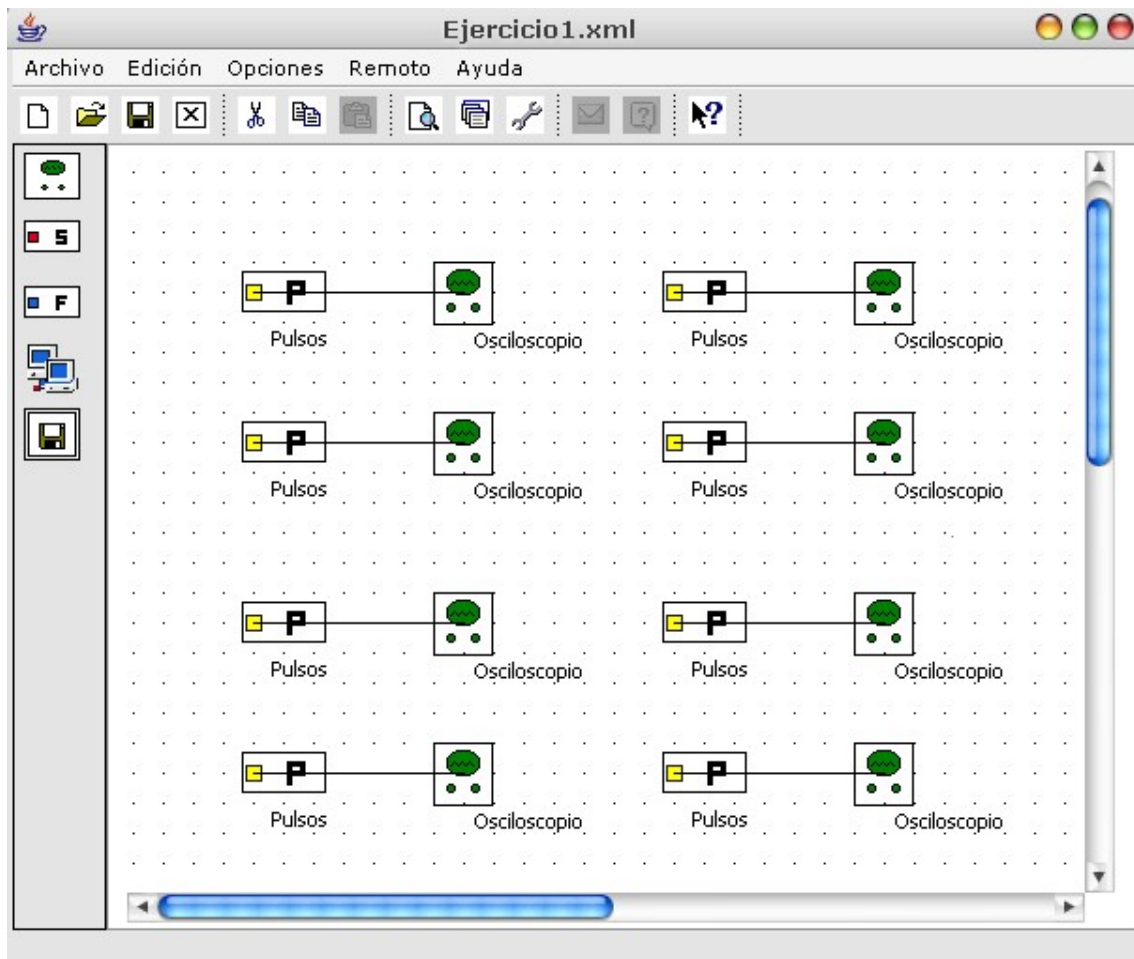 Ejercicio1.xml
Archivo Edición Opciones Remoto Ayuda
S
F
P P
Pulsos Osciloscopio Pulsos Osciloscopio
P P
Pulsos Osciloscopio Pulsos Osciloscopio
P P
Pulsos Osciloscopio Pulsos Osciloscopio
P P
Pulsos Osciloscopio Pulsos Osciloscopio